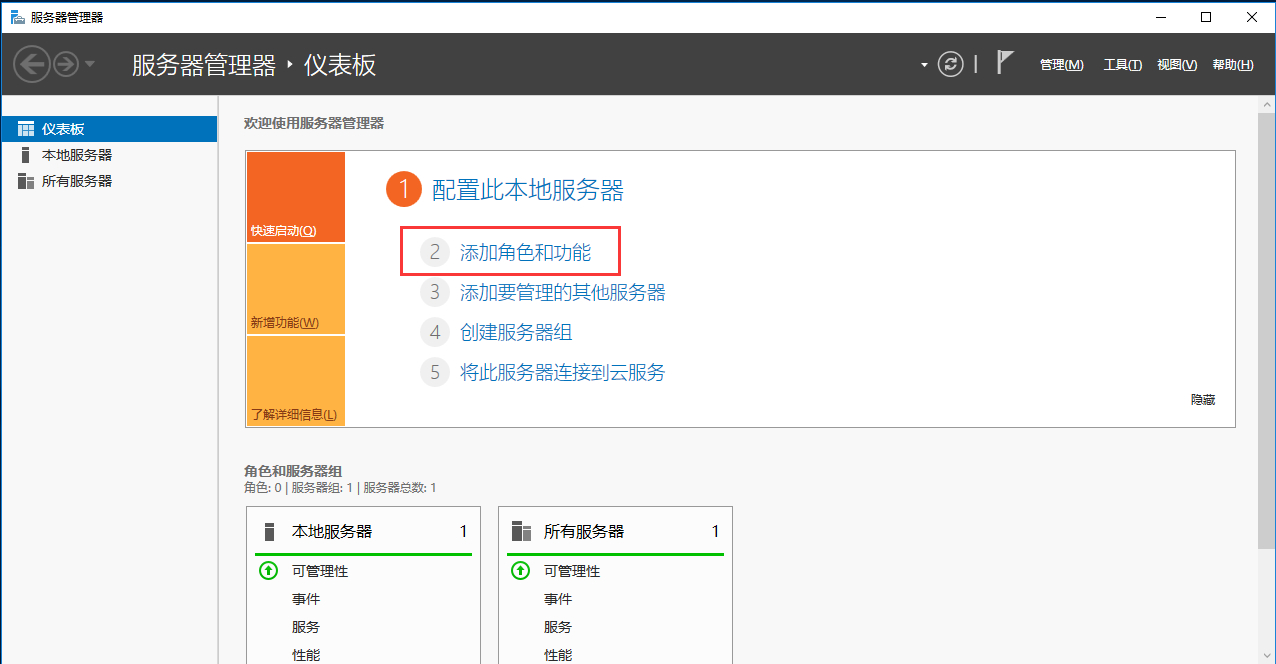 服务器管理器
服务器管理器 · 仪表板
管理(M) 工具(T) 视图(V) 帮助(H)
仪表板
本地服务器
所有服务器
欢迎使用服务器管理器
快速启动(Q)
新增功能(W)
了解详细信息(L)
1 配置此本地服务器
2 添加角色和功能
3 添加要管理的其他服务器
4 创建服务器组
5 将此服务器连接到云服务
隐藏
角色和服务器组
角色: 0 | 服务器组: 1 | 服务器总数: 1
本地服务器 1
可管理性
事件
服务
性能
所有服务器 1
可管理性
事件
服务
性能